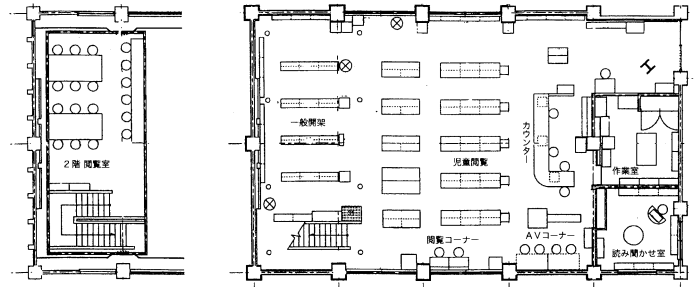 2階 閲覧室
一般開架
児童閲覧
カウンター
作業室
閲覧コーナー
AVコーナー
読み聞かせ室